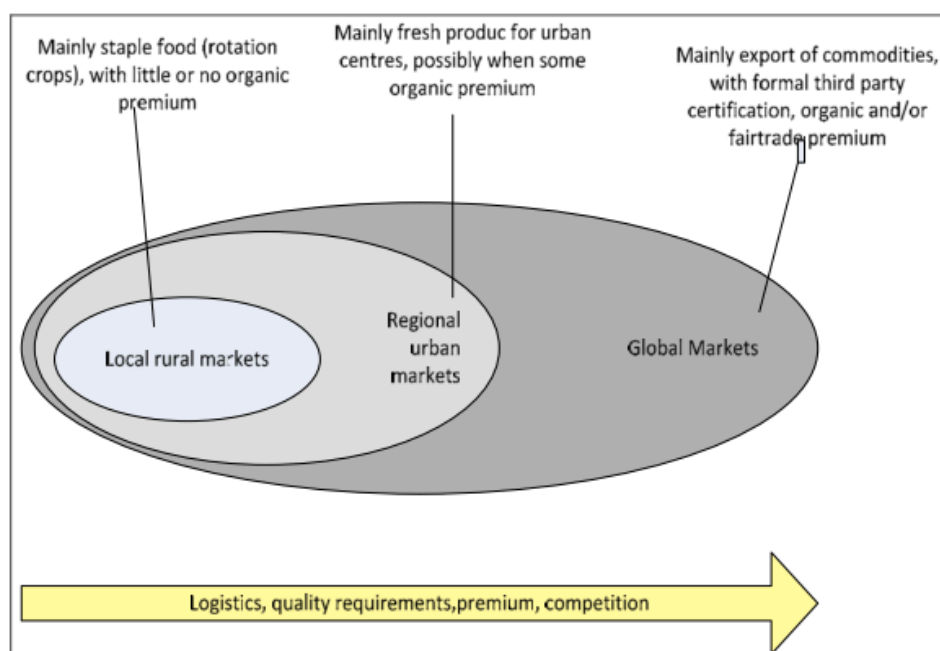 Mainly staple food (rotation
crops), with little or no organic
premium
Mainly fresh produc for urban
centres, possibly when some
organic premium
Mainly export of commodities,
with formal third party
certification, organic and/or
fairtrade premium
Local rural markets
Regional
urban
markets
Global Markets
Logistics, quality requirements,premium, competition